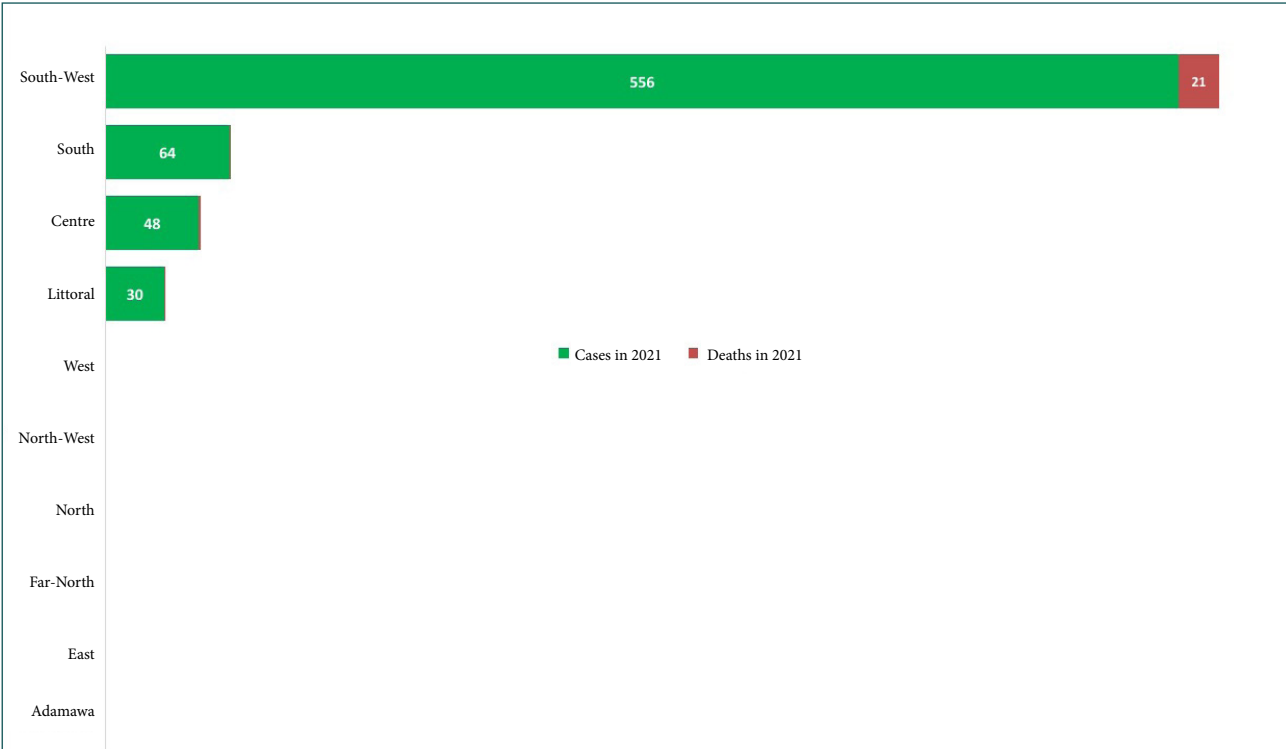 South-West 556 21
South 64
Centre 48
Littoral 30
West
Cases in 2021 Deaths in 2021
North-West
North
Far-North
East
Adamawa